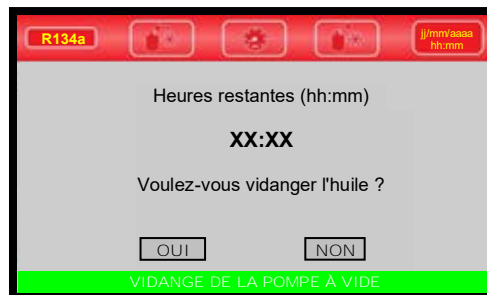 R134a
jj/mm/aaaa
hh:mm
Heures restantes (hh:mm)
XX:XX
Voulez-vous vidanger l'huile ?
OUI NON
VIDANGE DE LA POMPE À VIDE